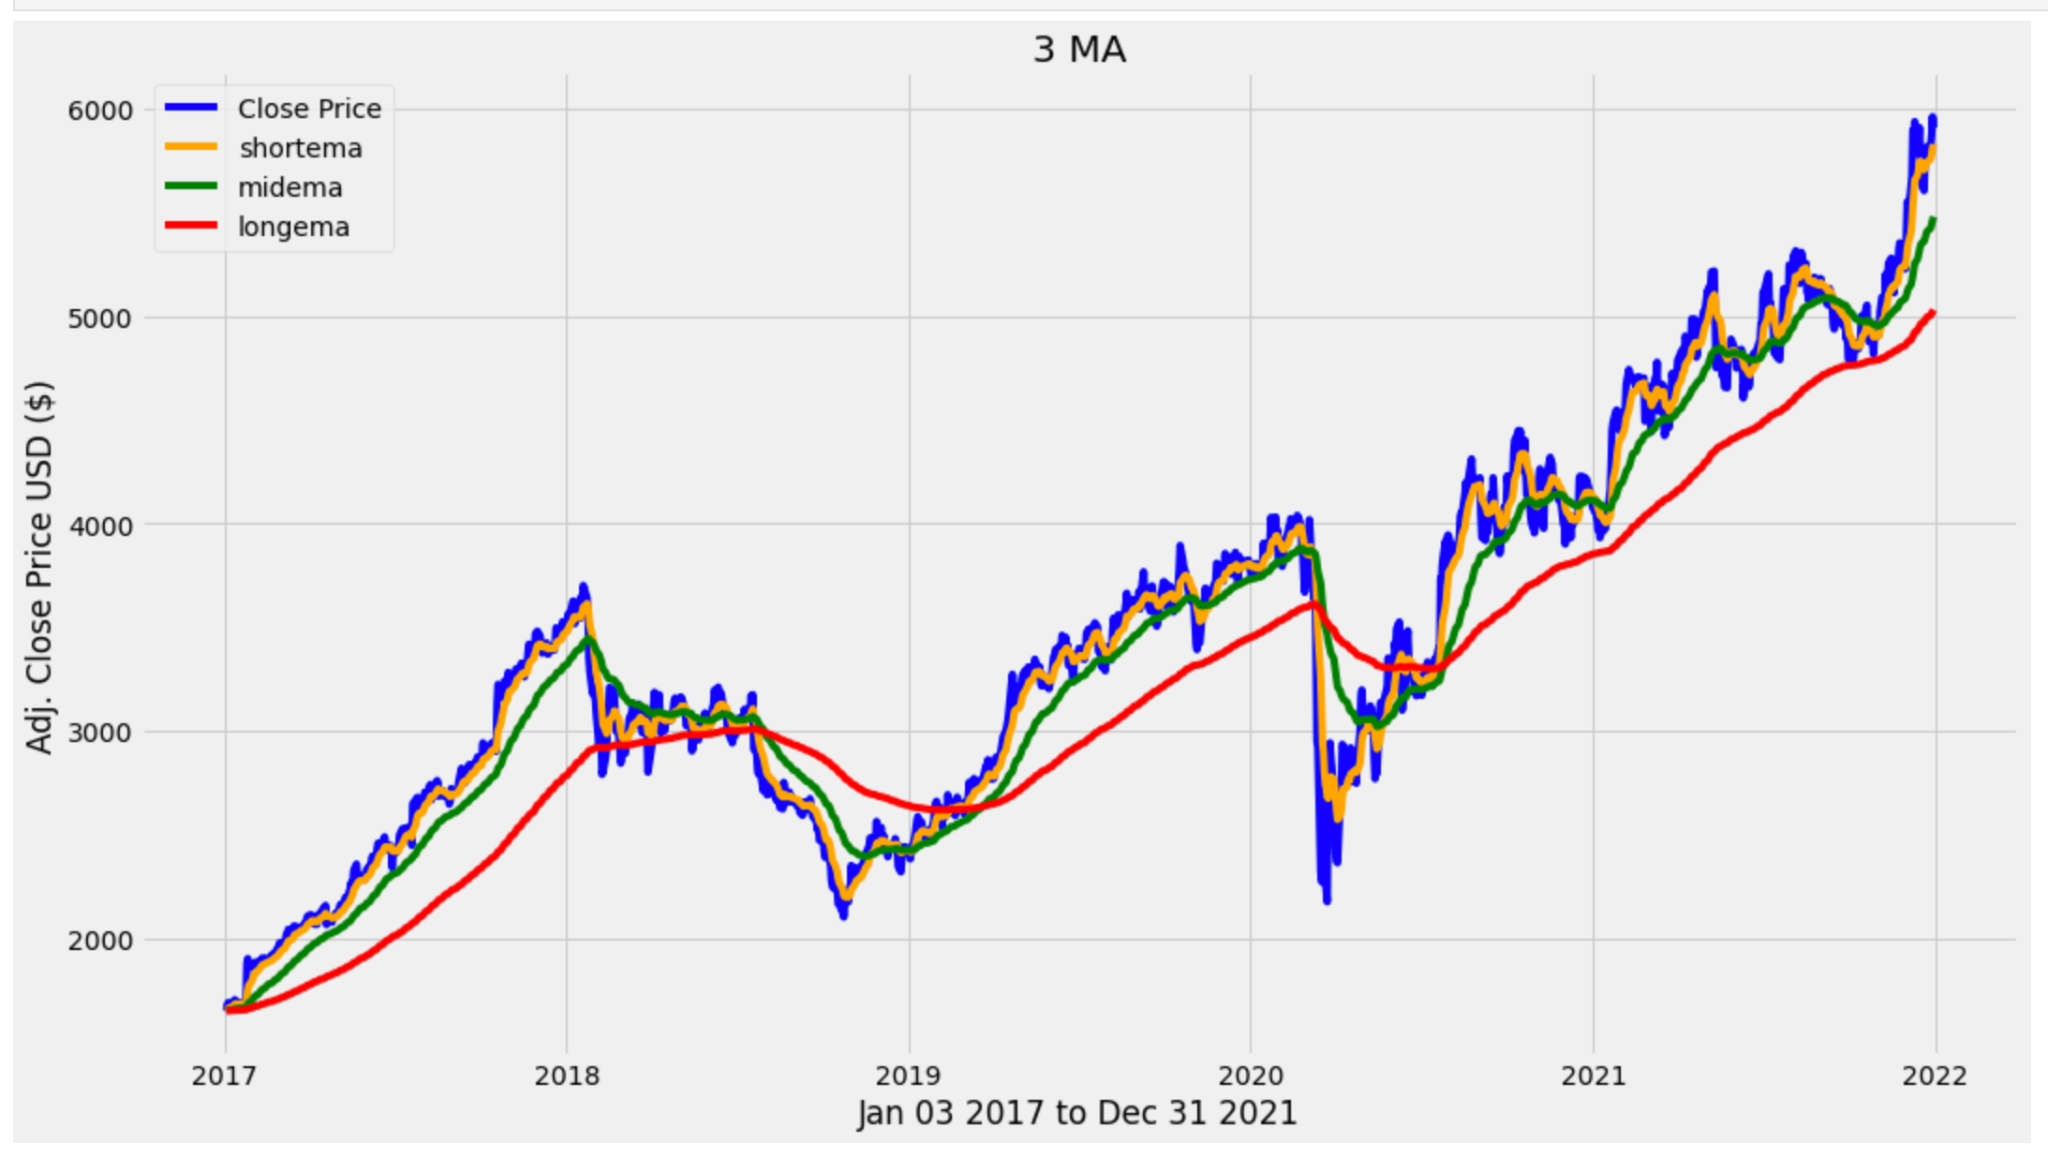 3 MA
Close Price
shortema
midema
longema
6000
5000
4000
3000
2000
Adj. Close Price USD ($)
2017 2018 2019 2020 2021 2022
Jan 03 2017 to Dec 31 2021